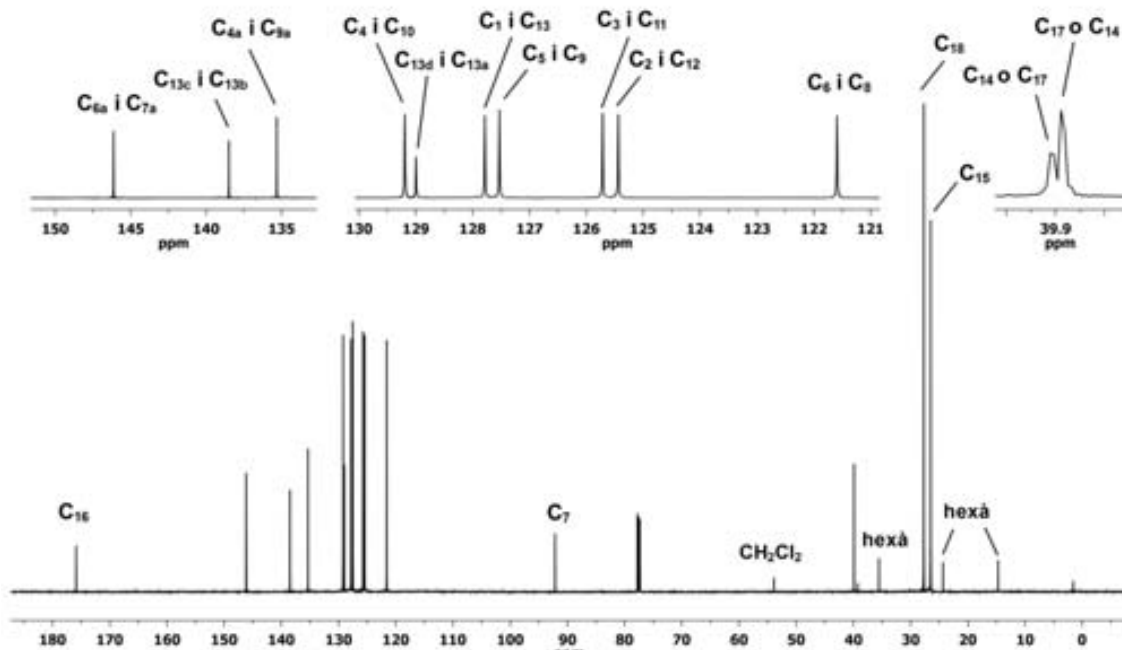 C₆ₐ i C₇ₐ
C₁₃c i C₁₃b
C₄ₐ i C₉ₐ
C₄ i C₁₀
C₁₃d i C₁₃ₐ
C₁ i C₁₃
C₅ i C₉
C₃ i C₁₁
C₂ i C₁₂
C₆ i C₈
C₁₈
C₁₅
C₁₄ o C₁₇
C₁₇ o C₁₄
150 145 140 135
ppm
130 129 128 127 126 125 124 123 122 121
ppm
39.9
ppm
C₁₆
C₇
CH₂Cl₂
hexà
hexà
180 170 160 150 140 130 120 110 100 90 80 70 60 50 40 30 20 10 0